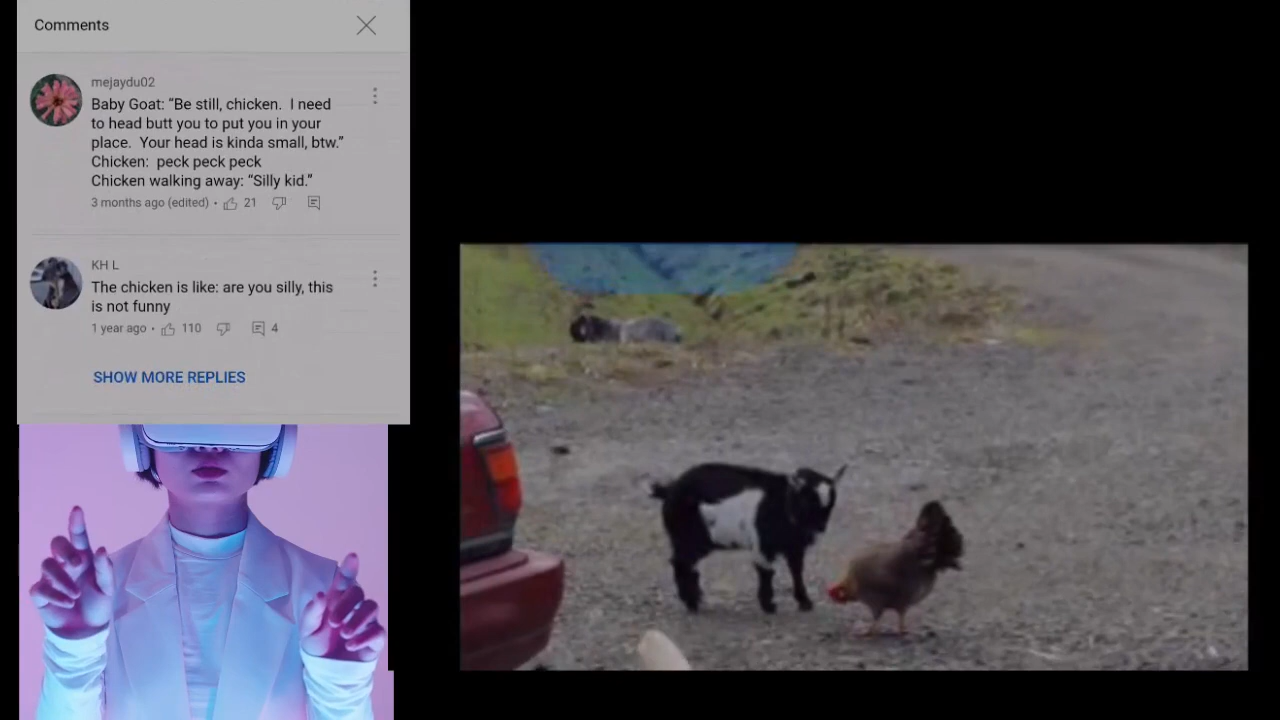 Comments
mejaydu02
Baby Goat: “Be still, chicken.  I need
to head butt you to put you in your
place.  Your head is kinda small, btw.”
Chicken:  peck peck peck
Chicken walking away: “Silly kid.”
3 months ago (edited) • 21
KH L
The chicken is like: are you silly, this
is not funny
1 year ago • 110 4
SHOW MORE REPLIES